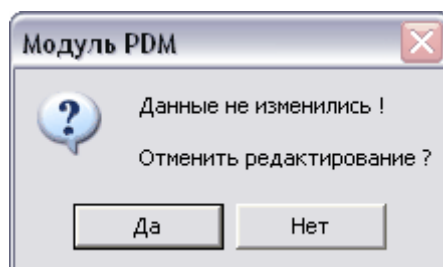 Модуль PDM
Данные не изменились !
Отменить редактирование ?
Да
Нет